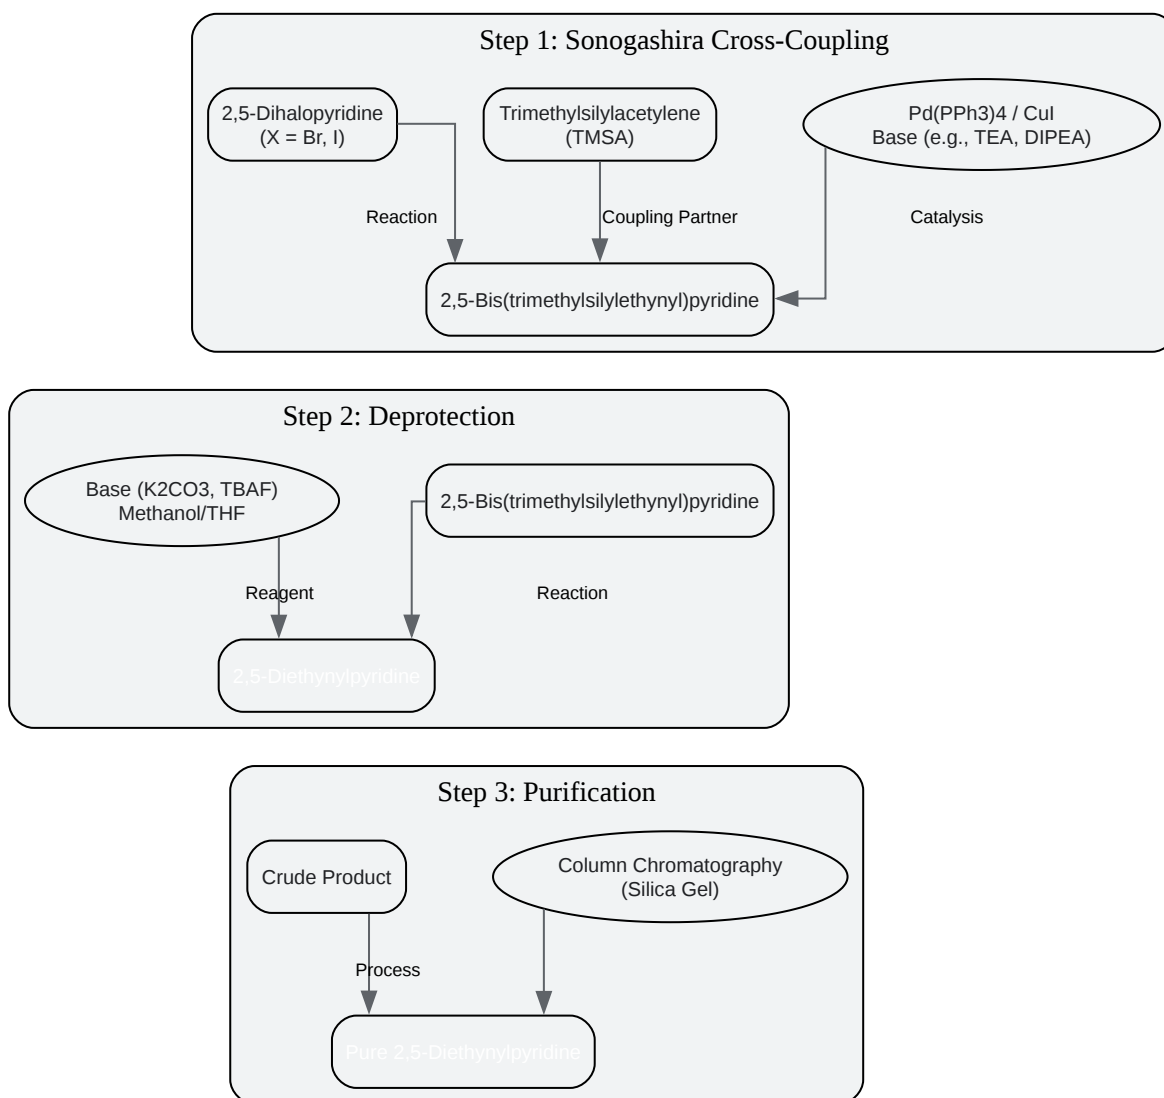 Step 1: Sonogashira Cross-Coupling
2,5-Dihalopyridine
(X = Br, I)
Trimethylsilylacetylene
(TMSA)
Pd(PPh3)4 / CuI
Base (e.g., TEA, DIPEA)
Reaction
Coupling Partner
Catalysis
2,5-Bis(trimethylsilylethynyl)pyridine
Step 2: Deprotection
Base (K2CO3, TBAF)
Methanol/THF
2,5-Bis(trimethylsilylethynyl)pyridine
Reagent
Reaction
2,5-Diethynylpyridine
Step 3: Purification
Crude Product
Column Chromatography
(Silica Gel)
Process
Pure 2,5-Diethynylpyridine